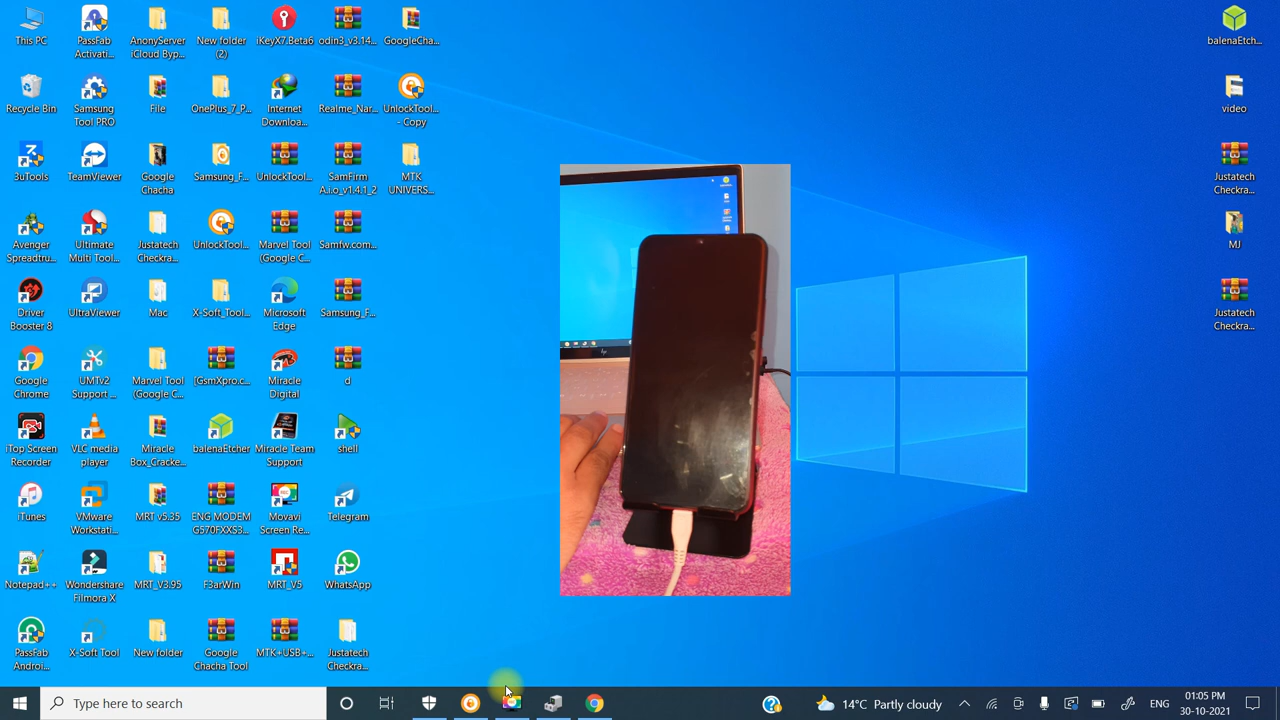 This PC
PassFab
Activati...
AnonyServer
iCloud Byp...
New folder
(2)
iKeyX7.Beta6
odin3_v3.14...
GoogleCha...
balenaEtch...
Recycle Bin
Samsung
Tool PRO
File
OnePlus_7_P...
Internet
Downloa...
Realme_Nar...
UnlockTool...
- Copy
video
3uTools
TeamViewer
Google
Chacha
Samsung_F...
UnlockTool...
SamFirm
A.i.o_v1.4.1_2
MTK
UNIVERS...
Justatech
Checkra...
Avenger
Spreadtru...
Ultimate
Multi Tool...
Justatech
Checkra...
UnlockTool...
Marvel Tool
(Google C...
Samfw.com...
MJ
Driver
Booster 8
UltraViewer
Mac
X-Soft_Tool...
Microsoft
Edge
Samsung_F...
Justatech
Checkra...
Google
Chrome
UMTv2
Support ...
Marvel Tool
(Google C...
[GsmXpro.c...
Miracle
Digital
d
iTop Screen
Recorder
VLC media
player
Miracle
Box_Cracke...
balenaEtcher
Miracle Team
Support
shell
iTunes
VMware
Workstati...
MRT v5.35
ENG MODEM
G570FXXS3...
Movavi
Screen Re...
Telegram
Notepad++
Wondershare
Filmora X
MRT_V3.95
F3arWin
MRT_V5
WhatsApp
PassFab
Androi...
X-Soft Tool
New folder
Google
Chacha Tool
MTK+USB+...
Justatech
Checkra...
Type here to search
14°C Partly cloudy
ENG
01:05 PM
30-10-2021